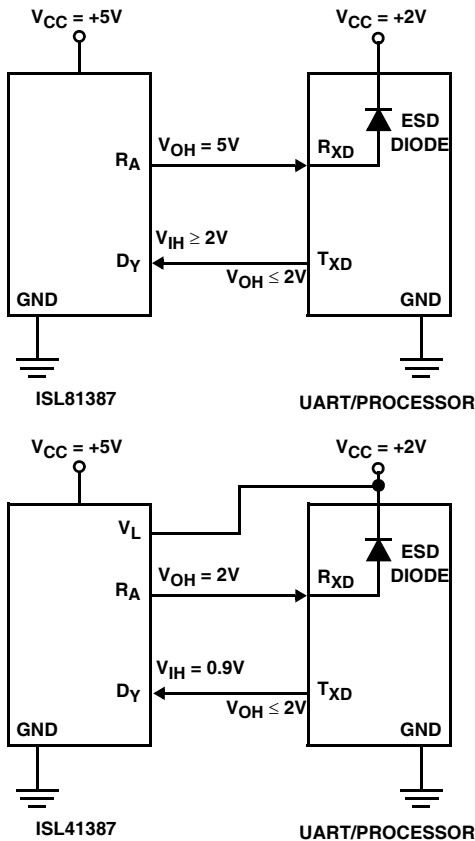 VCC = +5V
VCC = +2V
ESD
DIODE
RA
VOH = 5V
RXD
VIH ≥ 2V
DY
TXD
VOH ≤ 2V
GND
GND
ISL81387
UART/PROCESSOR
VCC = +5V
VCC = +2V
VL
ESD
DIODE
RA
VOH = 2V
RXD
VIH = 0.9V
DY
TXD
VOH ≤ 2V
GND
GND
ISL41387
UART/PROCESSOR